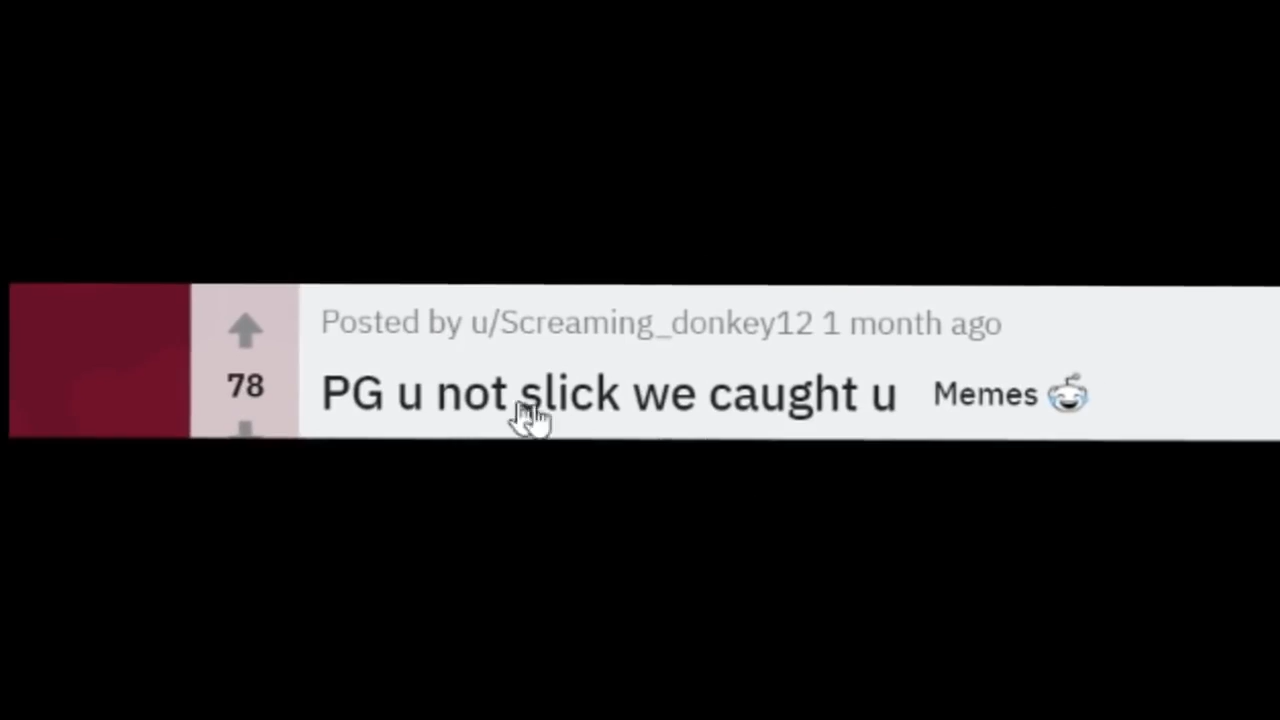 Posted by u/Screaming_donkey12 1 month ago
78
PG u not slick we caught u Memes